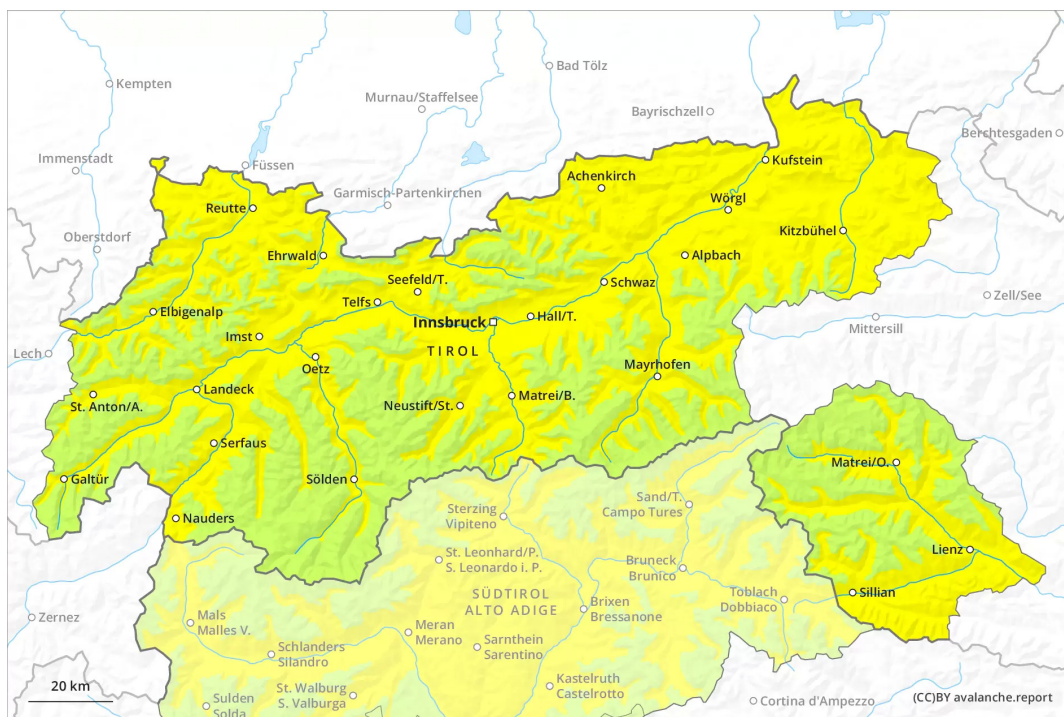 Kempten
Bad Tölz
Murnau/Staffelsee
Bayrischzell
Berchtesgaden
Immenstadt
Füssen
Kufstein
Achenkirch
Garmisch-Partenkirchen
Reutte
Wörgl
Oberstdorf
Kitzbühel
Ehrwald
Alpbach
Seefeld/T.
Schwaz
Zell/See
Telfs
Elbigenalp
Hall/T.
Innsbruck
Mittersill
Imst
Lech
TIROL
Oetz
Mayrhofen
Landeck
St. Anton/A.
Neustift/St.
Matrei/B.
Serfaus
Matrei/O.
Galtür
Sölden
Sterzing
Vipiteno
Sand/T.
Campo Tures
Nauders
Lienz
St. Leonhard/P.
S. Leonardo i. P.
Bruneck
Brunico
Sillian
SÜDTIROL
ALTO ADIGE
Toblach
Dobbiaco
Brixen
Bressanone
Zernez
Mals
Malles V.
Meran
Merano
Schlanders
Silandro
Sarnthein
Sarentino
20 km
St. Walburg
S. Valburga
Kastelruth
Castelrotto
Sulden
Solda
Cortina d'Ampezzo
(CC)BY avalanche.report